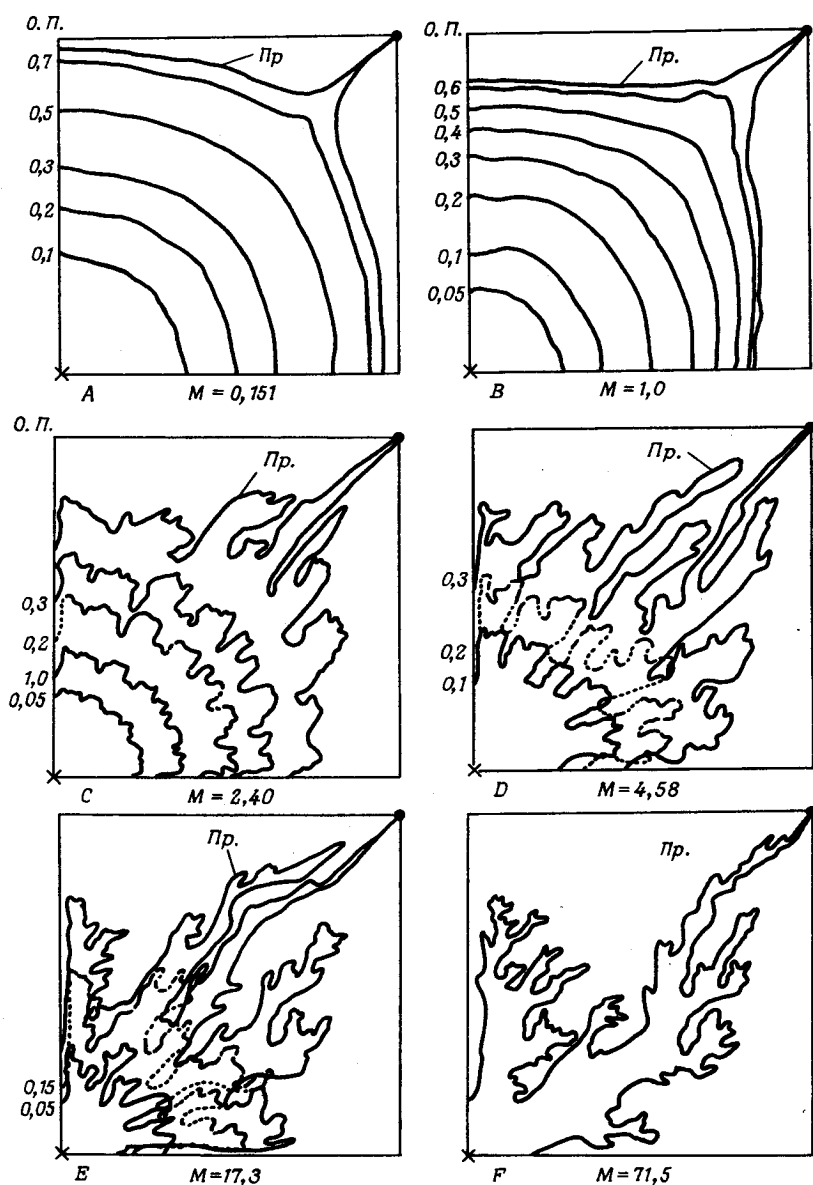 О. П.
Пр
0,7
0,5
0,3
0,2
0,1
A M = 0,151
О. П.
Пр.
0,6
0,5
0,4
0,3
0,2
0,1
0,05
B M = 1,0
О. П.
Пр.
0,3
0,2
1,0
0,05
C M = 2,40
Пр.
0,3
0,2
0,1
D M = 4,58
Пр.
0,15
0,05
E M = 17,3
Пр.
F M = 71,5